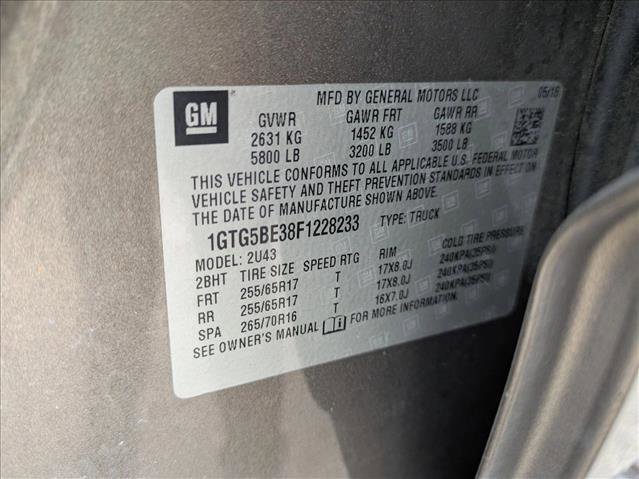 GM
MFD BY GENERAL MOTORS LLC 05/15
GVWR GAWR FRT GAWR RR
2631 KG 1452 KG 1588 KG
5800 LB 3200 LB 3500 LB
THIS VEHICLE CONFORMS TO ALL APPLICABLE U.S. FEDERAL MOTOR
VEHICLE SAFETY AND THEFT PREVENTION STANDARDS IN EFFECT ON
THE DATE OF MANUFACTURE SHOWN ABOVE.
1GTG5BE38F1228233 TYPE: TRUCK
MODEL: 2U43
2BHT TIRE SIZE SPEED RTG RIM COLD TIRE PRESSURE
FRT 255/65R17 T 17X8.0J 240KPA(35PSI)
RR 255/65R17 T 17X8.0J 240KPA(35PSI)
SPA 265/70R16 T 16X7.0J 240KPA(35PSI)
SEE OWNER'S MANUAL FOR MORE INFORMATION.